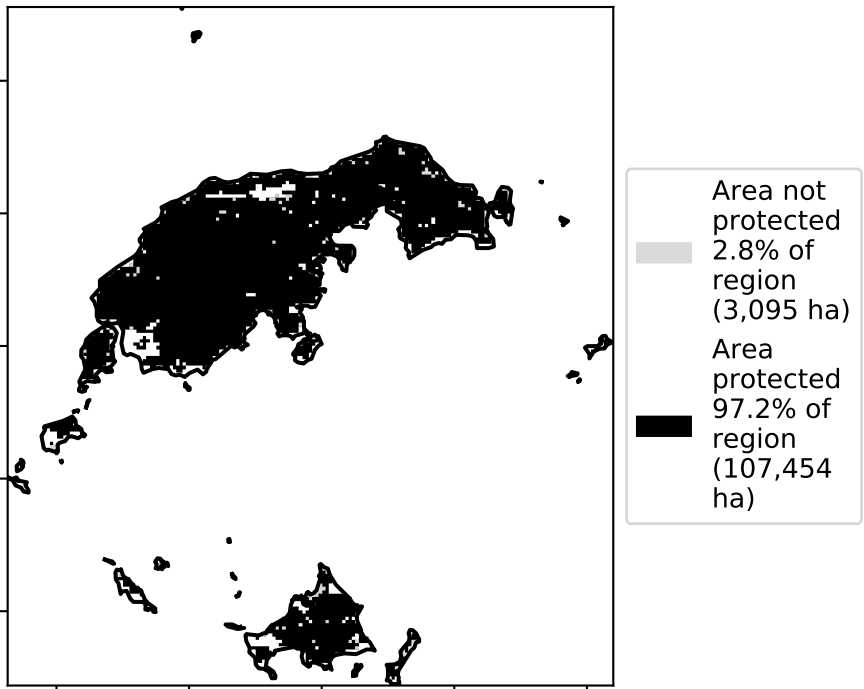 Area not
protected
2.8% of
region
(3,095 ha)
Area
protected
97.2% of
region
(107,454
ha)